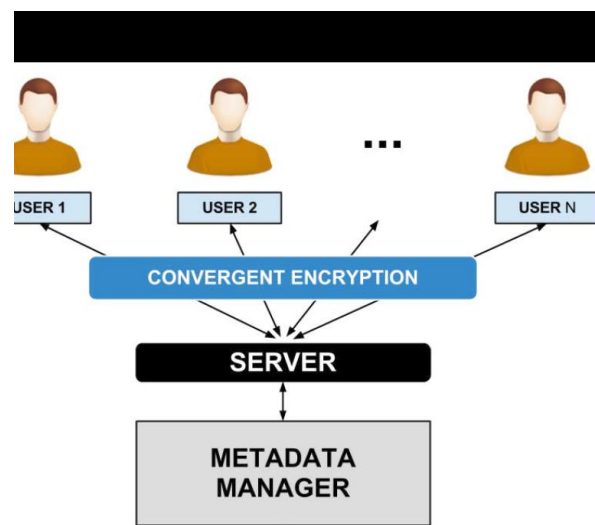 ...
USER 1
USER 2
USER N
CONVERGENT ENCRYPTION
SERVER
METADATA
MANAGER